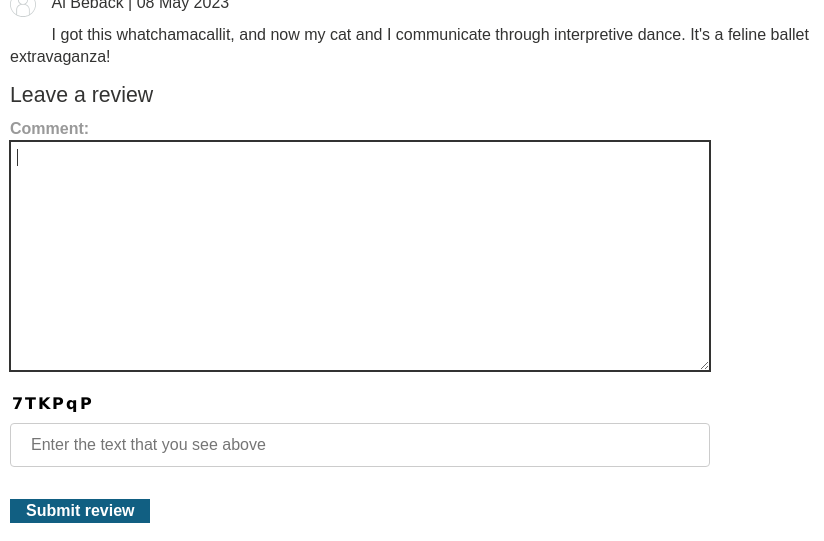 Al Beback | 08 May 2023
I got this whatchamacallit, and now my cat and I communicate through interpretive dance. It's a feline ballet
extravaganza!
Leave a review
Comment:
7TKPqP
Enter the text that you see above
Submit review